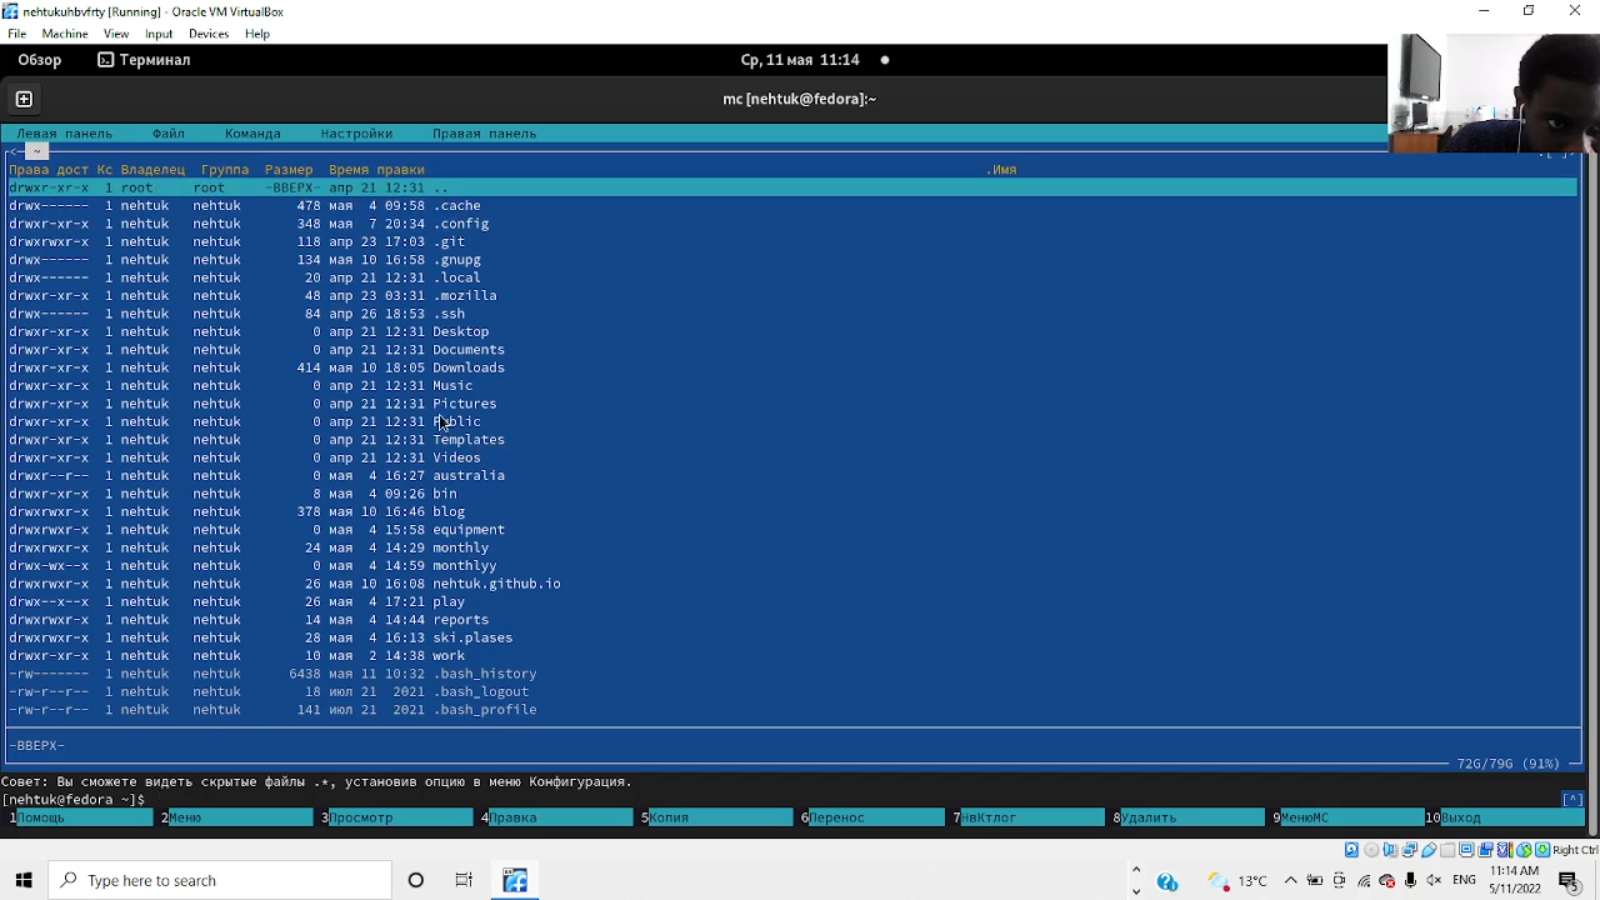 nehtukuhbvfrty [Running] - Oracle VM VirtualBox
File Machine View Input Devices Help
Обзор Терминал Ср, 11 мая 11:14
mc [nehtuk@fedora]:~
Левая панель Файл Команда Настройки Правая панель
<- ~
Права дост Кс Владелец Группа Размер Время правки .Имя
drwxr-xr-x 1 root root -ВВЕРХ- апр 21 12:31 ..
drwx------ 1 nehtuk nehtuk 478 мая 4 09:58 .cache
drwxr-xr-x 1 nehtuk nehtuk 348 мая 7 20:34 .config
drwxrwxr-x 1 nehtuk nehtuk 118 апр 23 17:03 .git
drwx------ 1 nehtuk nehtuk 134 мая 10 16:58 .gnupg
drwx------ 1 nehtuk nehtuk 20 апр 21 12:31 .local
drwxr-xr-x 1 nehtuk nehtuk 48 апр 23 03:31 .mozilla
drwx------ 1 nehtuk nehtuk 84 апр 26 18:53 .ssh
drwxr-xr-x 1 nehtuk nehtuk 0 апр 21 12:31 Desktop
drwxr-xr-x 1 nehtuk nehtuk 0 апр 21 12:31 Documents
drwxr-xr-x 1 nehtuk nehtuk 414 мая 10 18:05 Downloads
drwxr-xr-x 1 nehtuk nehtuk 0 апр 21 12:31 Music
drwxr-xr-x 1 nehtuk nehtuk 0 апр 21 12:31 Pictures
drwxr-xr-x 1 nehtuk nehtuk 0 апр 21 12:31 Public
drwxr-xr-x 1 nehtuk nehtuk 0 апр 21 12:31 Templates
drwxr-xr-x 1 nehtuk nehtuk 0 апр 21 12:31 Videos
drwxr--r-- 1 nehtuk nehtuk 0 мая 4 16:27 australia
drwxr-xr-x 1 nehtuk nehtuk 8 мая 4 09:26 bin
drwxrwxr-x 1 nehtuk nehtuk 378 мая 10 16:46 blog
drwxrwxr-x 1 nehtuk nehtuk 0 мая 4 15:58 equipment
drwxrwxr-x 1 nehtuk nehtuk 24 мая 4 14:29 monthly
drwx-wx--x 1 nehtuk nehtuk 0 мая 4 14:59 monthlyy
drwxrwxr-x 1 nehtuk nehtuk 26 мая 10 16:08 nehtuk.github.io
drwx--x--x 1 nehtuk nehtuk 26 мая 4 17:21 play
drwxrwxr-x 1 nehtuk nehtuk 14 мая 4 14:44 reports
drwxrwxr-x 1 nehtuk nehtuk 28 мая 4 16:13 ski.plases
drwxr-xr-x 1 nehtuk nehtuk 10 мая 2 14:38 work
-rw------- 1 nehtuk nehtuk 6438 мая 11 10:32 .bash_history
-rw-r--r-- 1 nehtuk nehtuk 18 июл 21 2021 .bash_logout
-rw-r--r-- 1 nehtuk nehtuk 141 июл 21 2021 .bash_profile
-ВВЕРХ-
72G/79G (91%)
Совет: Вы сможете видеть скрытые файлы .*, установив опцию в меню Конфигурация.
[nehtuk@fedora ~]$ [^]
1Помощь 2Меню 3Просмотр 4Правка 5Копия 6Перенос 7НвКтлог 8Удалить 9МенюМС 10Выход
Right Ctrl
Type here to search 13°C ENG 11:14 AM
5/11/2022 5